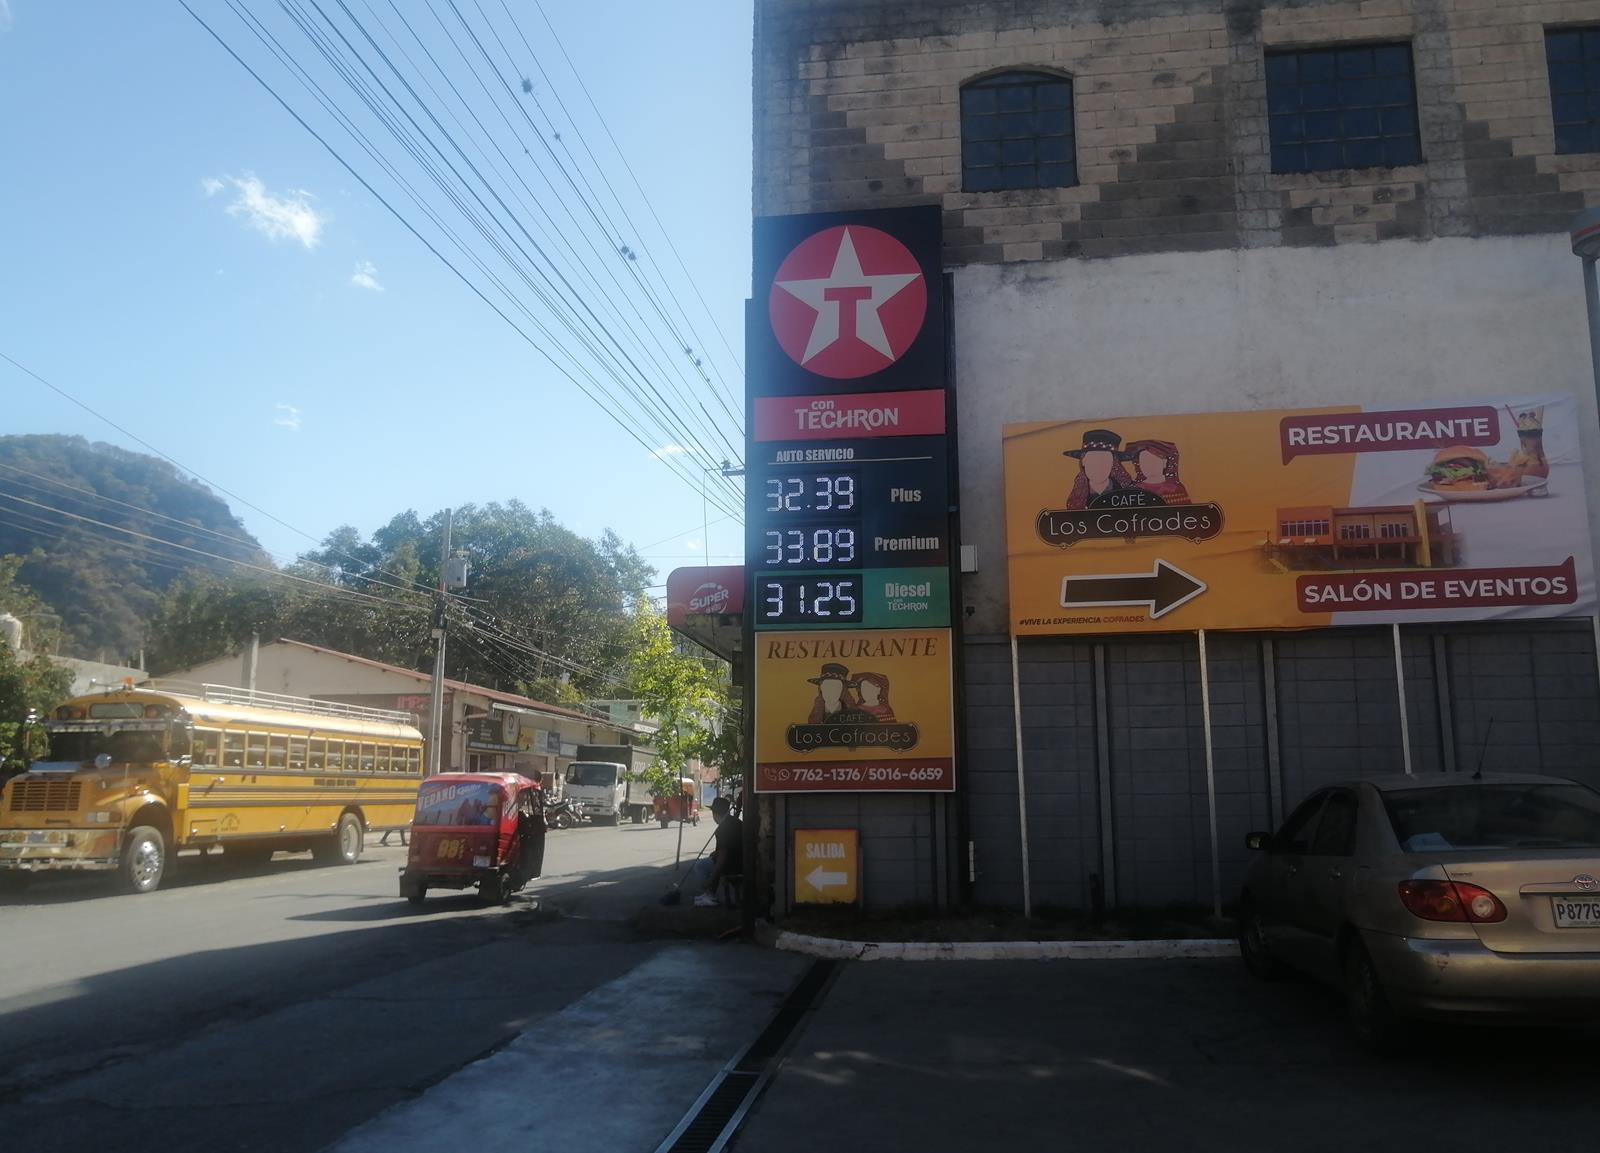 T
con
TECHRON
AUTO SERVICIO
32.39 Plus
33.89 Premium
31.25 Diesel
con
TECHRON
SUPER
RESTAURANTE
CAFÉ
Los Cofrades
7762-1376/5016-6659
SALIDA
CAFÉ
Los Cofrades
#VIVE LA EXPERIENCIA COFRADES
RESTAURANTE
SALÓN DE EVENTOS
VERANO
88
P877G